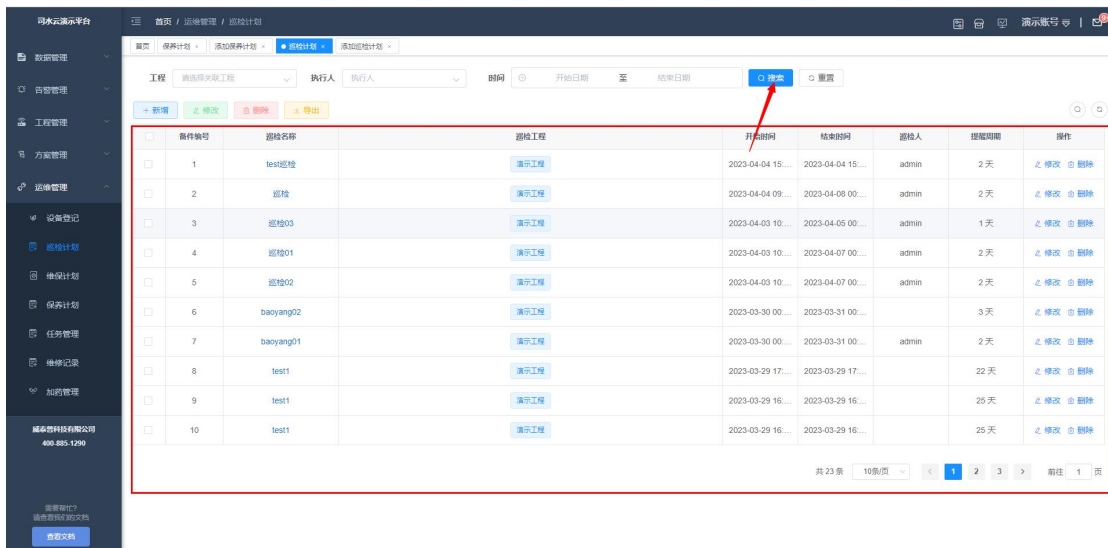 司水云演示平台
首页 / 运维管理 / 巡检计划
演示账号
首页 保养计划 × 添加保养计划 × 巡检计划 × 添加巡检计划 ×
数据管理
告警管理
工程管理
方案管理
运维管理
设备登记
巡检计划
维保计划
保养计划
任务管理
维修记录
加药管理
威泰普科技有限公司
400-885-1290
需要帮忙?
请查看我们的文档
查看文档
工程 请选择关联工程 执行人 执行人 时间 开始日期 至 结束日期 搜索 重置
+ 新增 修改 删除 导出
备件编号 巡检名称 巡检工程 开始时间 结束时间 巡检人 提醒周期 操作
1 test巡检 演示工程 2023-04-04 15:... 2023-04-04 15:... admin 2 天 修改 删除
2 巡检 演示工程 2023-04-04 09:... 2023-04-08 00:... admin 2 天 修改 删除
3 巡检03 演示工程 2023-04-03 10:... 2023-04-05 00:... admin 1 天 修改 删除
4 巡检01 演示工程 2023-04-03 10:... 2023-04-07 00:... admin 2 天 修改 删除
5 巡检02 演示工程 2023-04-03 10:... 2023-04-07 00:... admin 2 天 修改 删除
6 baoyang02 演示工程 2023-03-30 00:... 2023-03-31 00:... 3 天 修改 删除
7 baoyang01 演示工程 2023-03-30 00:... 2023-03-31 00:... admin 2 天 修改 删除
8 test1 演示工程 2023-03-29 17:... 2023-03-29 17:... 22 天 修改 删除
9 test1 演示工程 2023-03-29 16:... 2023-03-29 16:... 25 天 修改 删除
10 test1 演示工程 2023-03-29 16:... 2023-03-29 16:... 25 天 修改 删除
共 23 条 10条/页 < 1 2 3 > 前往 1 页